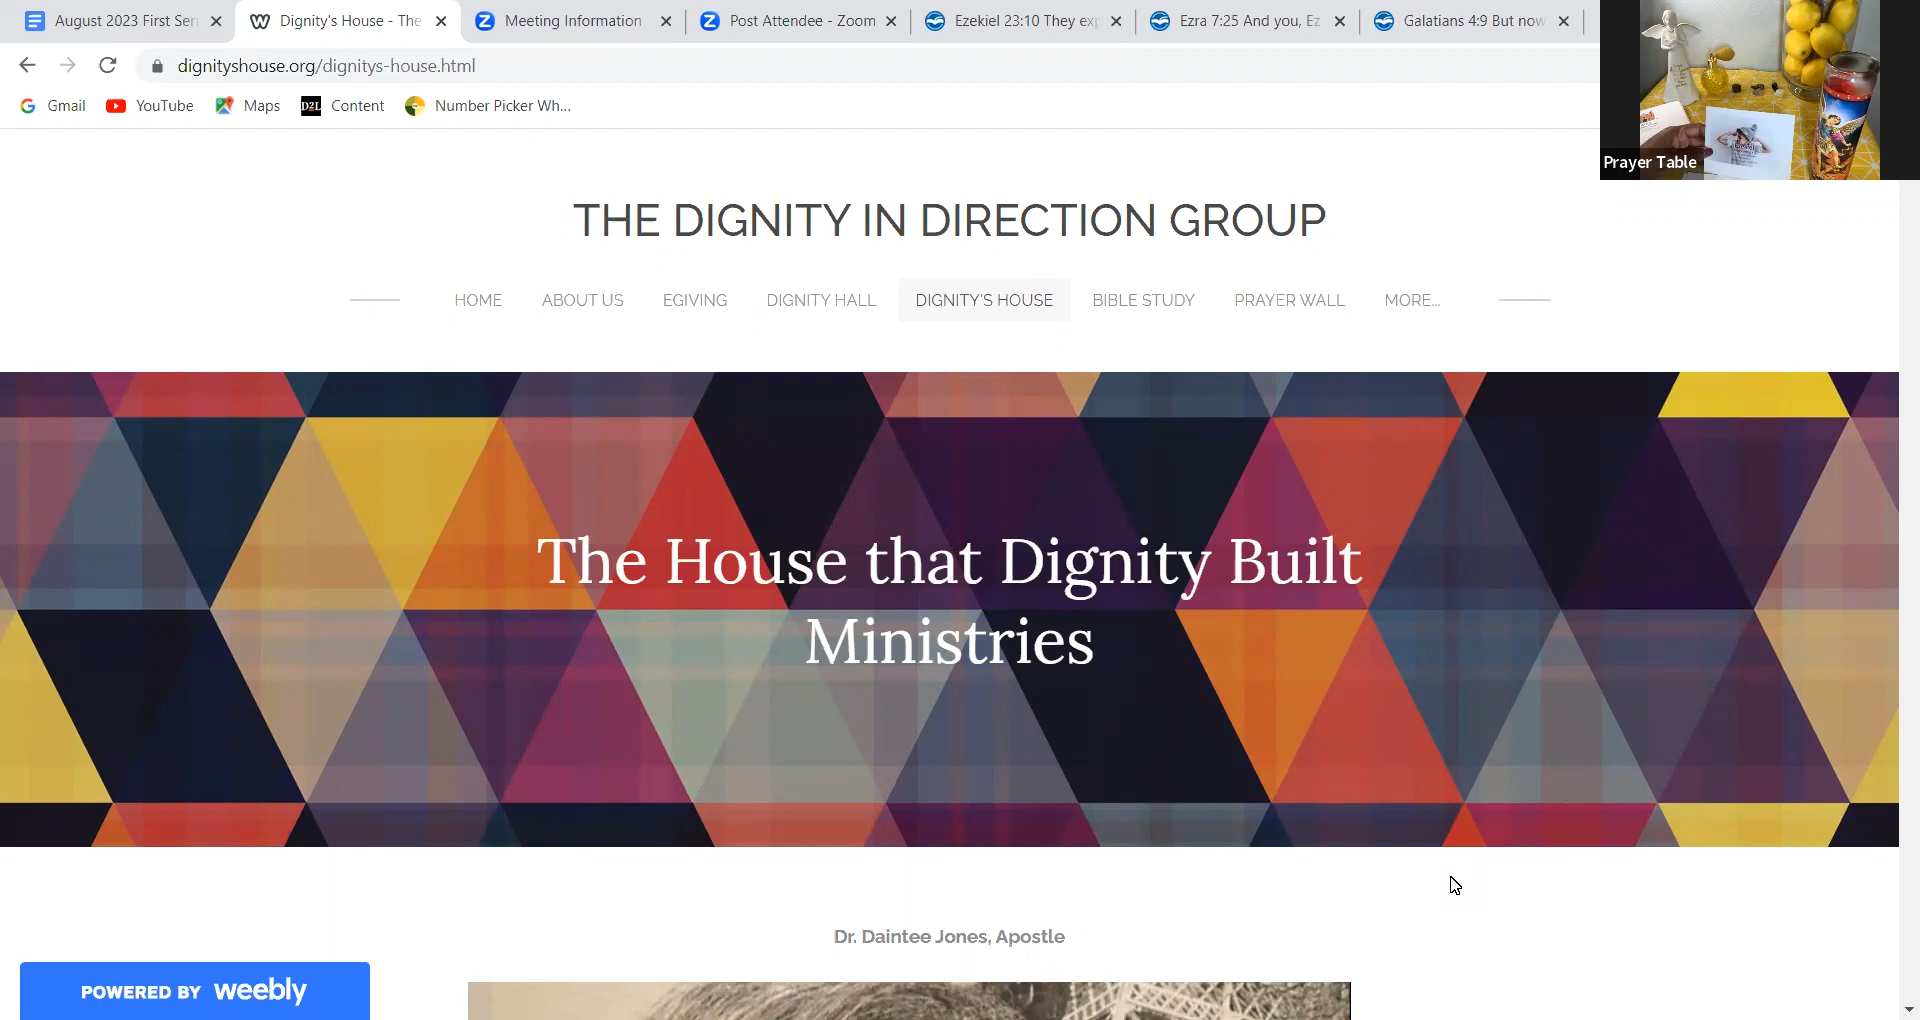 August 2023 First Ser
Dignity's House - The
Meeting Information
Post Attendee - Zoom
Ezekiel 23:10 They exp
Ezra 7:25 And you, Ez
Galatians 4:9 But now
dignityshouse.org/dignitys-house.html
Gmail
YouTube
Maps
D2L
Content
Number Picker Wh...
Prayer Table
THE DIGNITY IN DIRECTION GROUP
HOME
ABOUT US
EGIVING
DIGNITY HALL
DIGNITY'S HOUSE
BIBLE STUDY
PRAYER WALL
MORE...
The House that Dignity Built
Ministries
Dr. Daintee Jones, Apostle
POWERED BY weebly